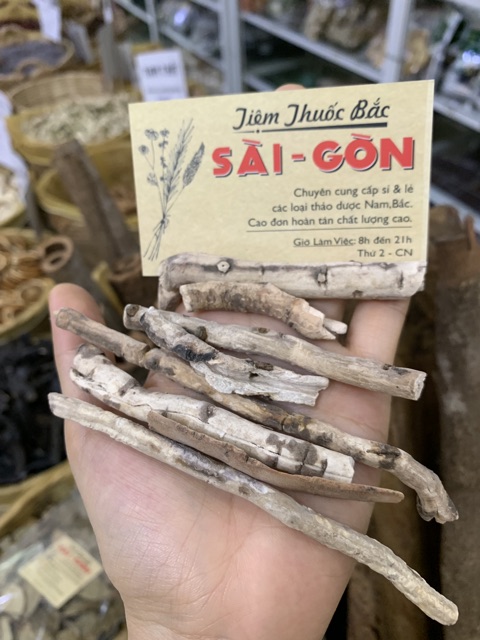 Tiệm Thuốc Bắc
SÀI-GÒN
Chuyên cung cấp sỉ & lẻ
các loại thảo dược Nam,Bắc.
Cao đơn hoàn tán chất lượng cao.
Giờ Làm Việc: 8h đến 21h
Thứ 2 - CN